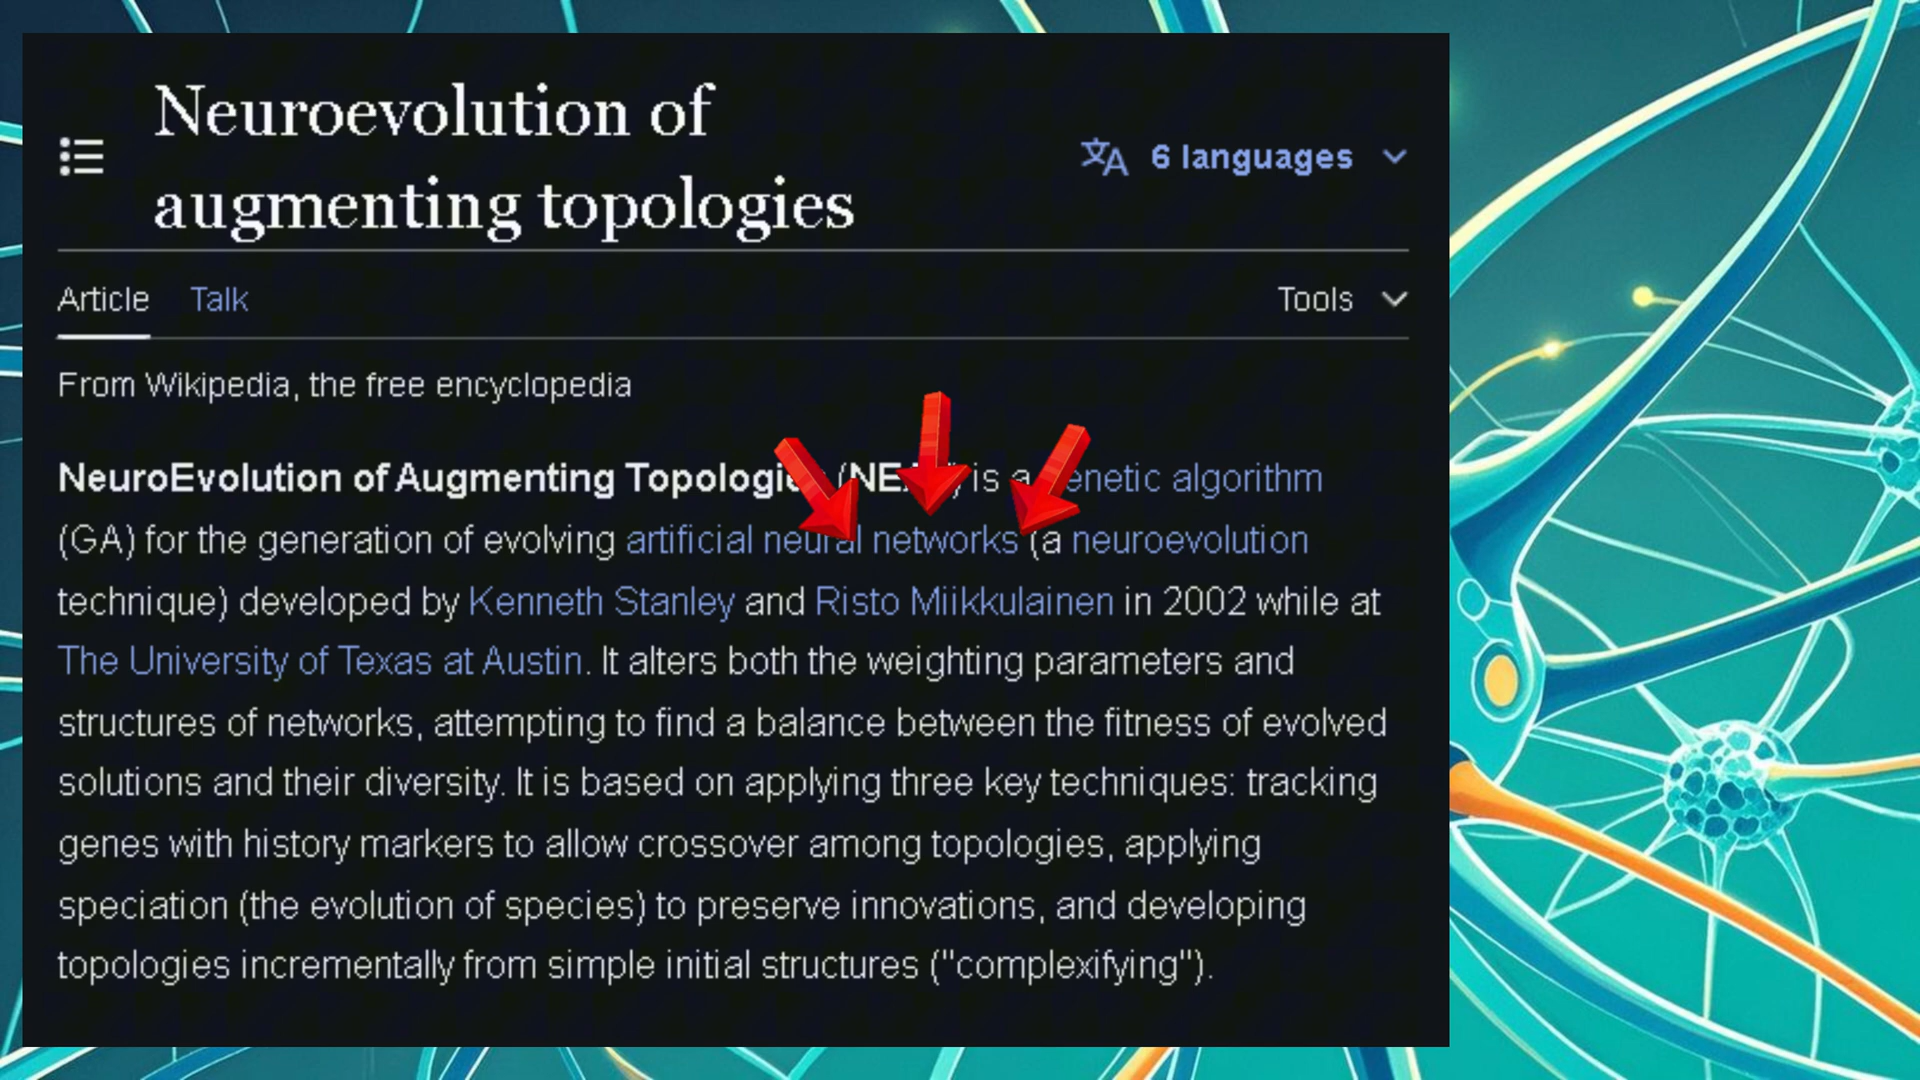 Neuroevolution of
augmenting topologies
6 languages
Article Talk Tools
From Wikipedia, the free encyclopedia
NeuroEvolution of Augmenting Topologies (NEAT) is a genetic algorithm
(GA) for the generation of evolving artificial neural networks (a neuroevolution
technique) developed by Kenneth Stanley and Risto Miikkulainen in 2002 while at
The University of Texas at Austin. It alters both the weighting parameters and
structures of networks, attempting to find a balance between the fitness of evolved
solutions and their diversity. It is based on applying three key techniques: tracking
genes with history markers to allow crossover among topologies, applying
speciation (the evolution of species) to preserve innovations, and developing
topologies incrementally from simple initial structures ("complexifying").